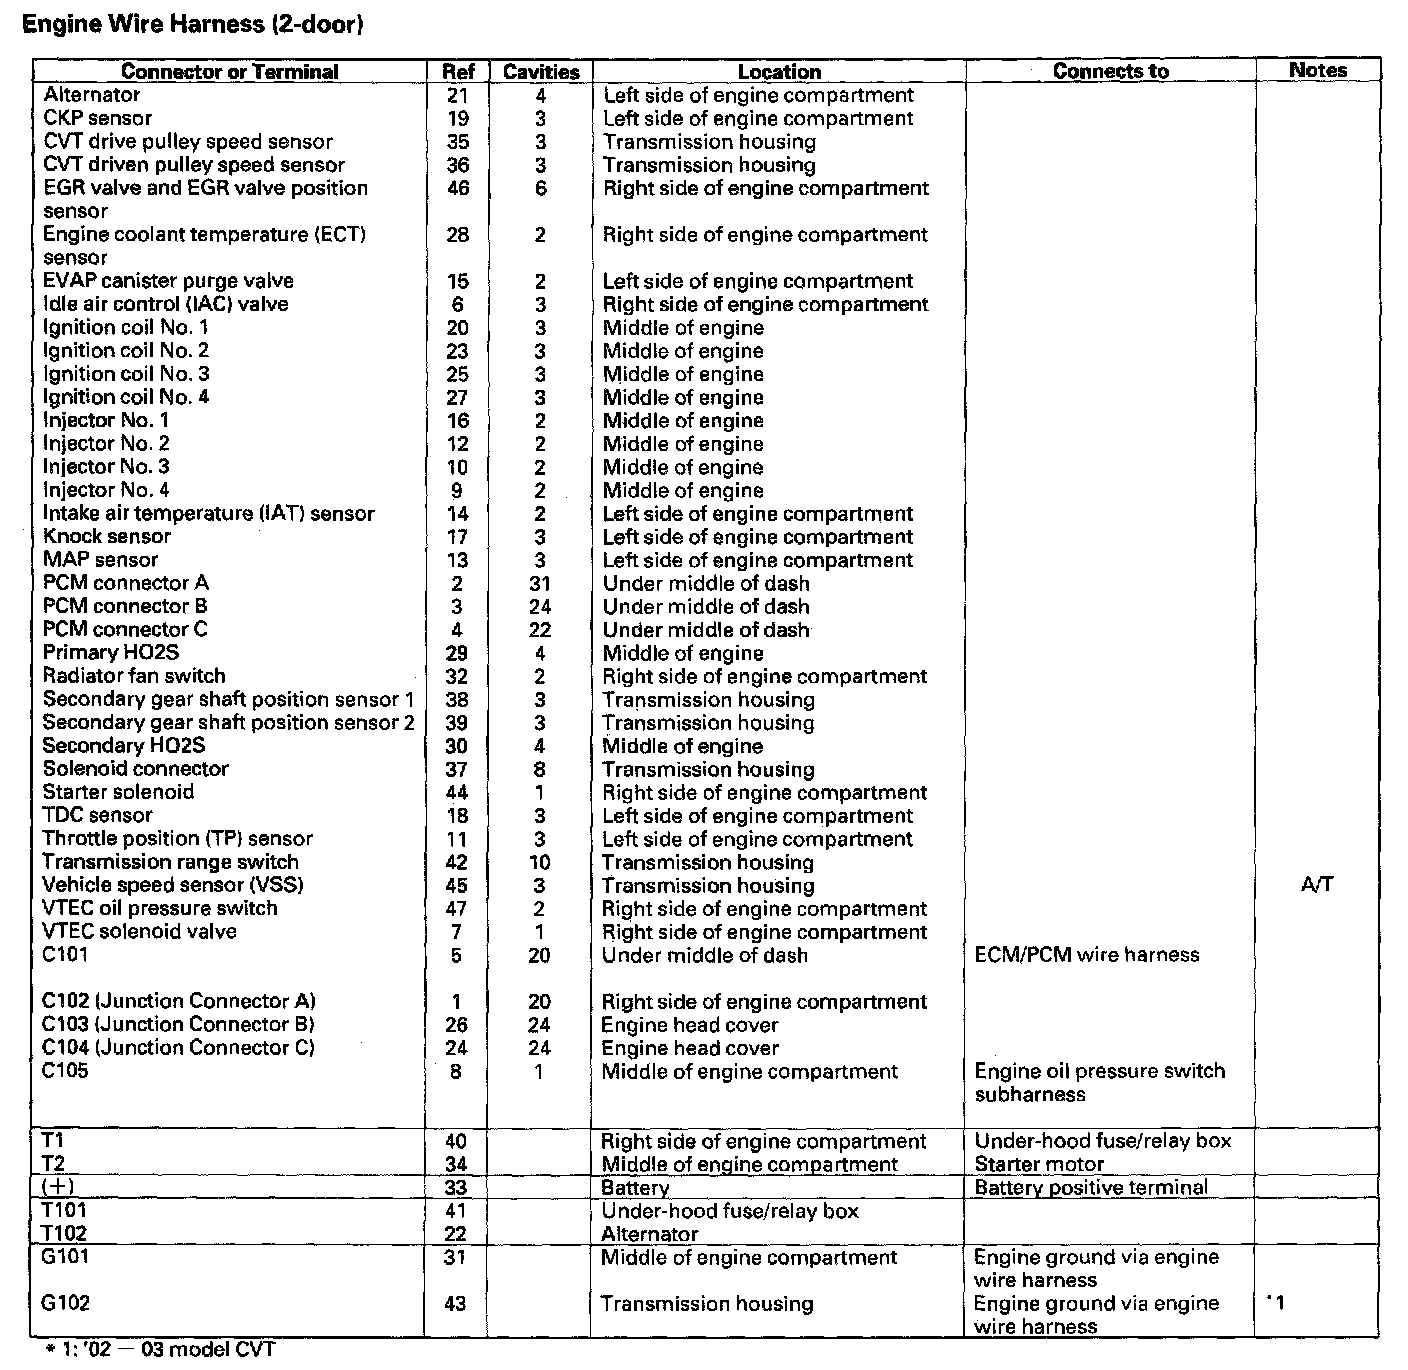 Engine Wire Harness (2-door)
Connector or Terminal Ref Cavities Location Connects to Notes
Alternator 21 4 Left side of engine compartment
CKP sensor 19 3 Left side of engine compartment
CVT drive pulley speed sensor 35 3 Transmission housing
CVT driven pulley speed sensor 36 3 Transmission housing
EGR valve and EGR valve position 46 6 Right side of engine compartment
sensor
Engine coolant temperature (ECT) 28 2 Right side of engine compartment
sensor
EVAP canister purge valve 15 2 Left side of engine compartment
Idle air control (IAC) valve 6 3 Right side of engine compartment
Ignition coil No. 1 20 3 Middle of engine
Ignition coil No. 2 23 3 Middle of engine
Ignition coil No. 3 25 3 Middle of engine
Ignition coil No. 4 27 3 Middle of engine
Injector No. 1 16 2 Middle of engine
Injector No. 2 12 2 Middle of engine
Injector No. 3 10 2 Middle of engine
Injector No. 4 9 2 Middle of engine
Intake air temperature (IAT) sensor 14 2 Left side of engine compartment
Knock sensor 17 3 Left side of engine compartment
MAP sensor 13 3 Left side of engine compartment
PCM connector A 2 31 Under middle of dash
PCM connector B 3 24 Under middle of dash
PCM connector C 4 22 Under middle of dash
Primary HO2S 29 4 Middle of engine
Radiator fan switch 32 2 Right side of engine compartment
Secondary gear shaft position sensor 1 38 3 Transmission housing
Secondary gear shaft position sensor 2 39 3 Transmission housing
Secondary HO2S 30 4 Middle of engine
Solenoid connector 37 8 Transmission housing
Starter solenoid 44 1 Right side of engine compartment
TDC sensor 18 3 Left side of engine compartment
Throttle position (TP) sensor 11 3 Left side of engine compartment
Transmission range switch 42 10 Transmission housing
Vehicle speed sensor (VSS) 45 3 Transmission housing A/T
VTEC oil pressure switch 47 2 Right side of engine compartment
VTEC solenoid valve 7 1 Right side of engine compartment
C101 5 20 Under middle of dash ECM/PCM wire harness
C102 (Junction Connector A) 1 20 Right side of engine compartment
C103 (Junction Connector B) 26 24 Engine head cover
C104 (Junction Connector C) 24 24 Engine head cover
C105 8 1 Middle of engine compartment Engine oil pressure switch
subharness
T1 40 Right side of engine compartment Under-hood fuse/relay box
T2 34 Middle of engine compartment Starter motor
(+) 33 Battery Battery positive terminal
T101 41 Under-hood fuse/relay box
T102 22 Alternator
G101 31 Middle of engine compartment Engine ground via engine
wire harness
G102 43 Transmission housing Engine ground via engine *1
wire harness
* 1: '02 — 03 model CVT